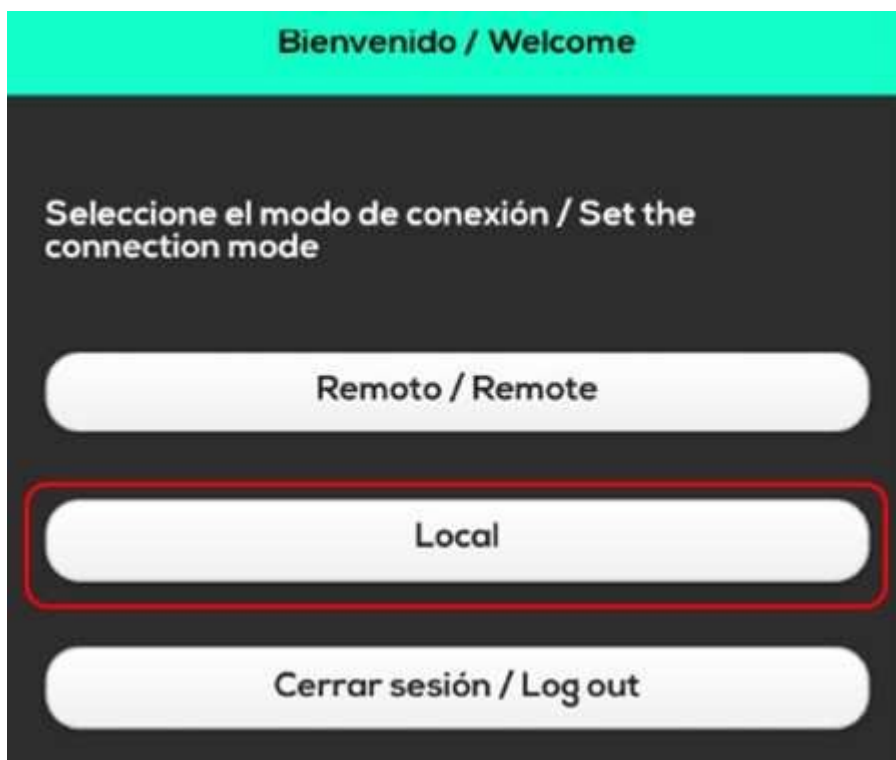 Bienvenido / Welcome
Seleccione el modo de conexión / Set the
connection mode
Remoto / Remote
Local
Cerrar sesión / Log out